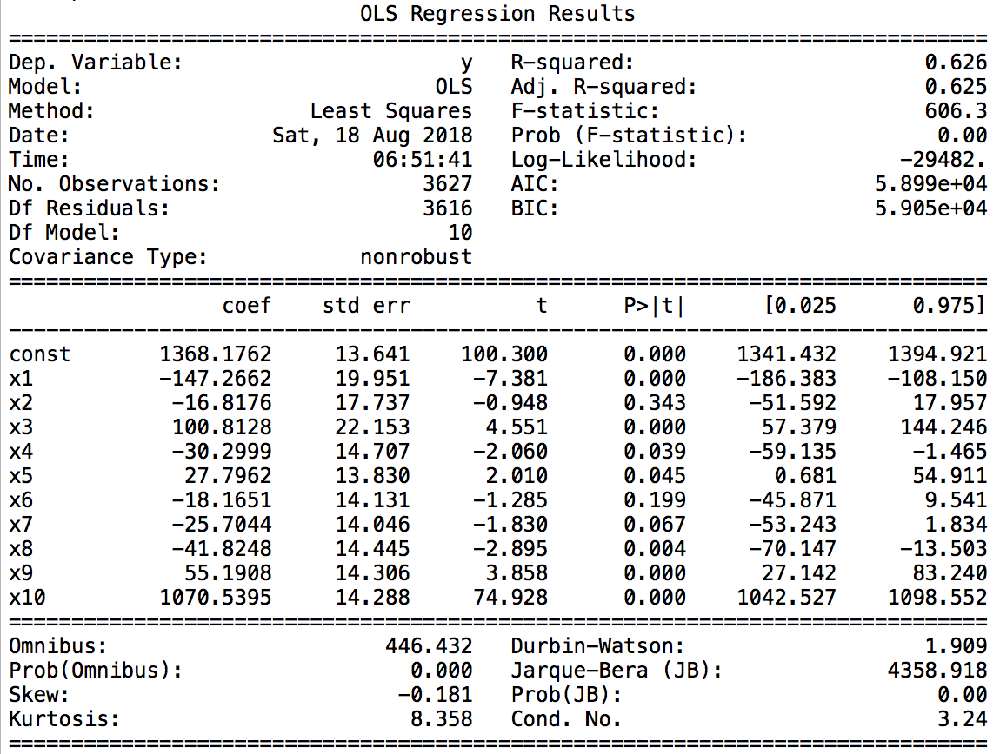 OLS Regression Results
==============================================================================
Dep. Variable:                      y   R-squared:                       0.626
Model:                            OLS   Adj. R-squared:                  0.625
Method:                 Least Squares   F-statistic:                     606.3
Date:                Sat, 18 Aug 2018   Prob (F-statistic):               0.00
Time:                        06:51:41   Log-Likelihood:                -29482.
No. Observations:                3627   AIC:                         5.899e+04
Df Residuals:                    3616   BIC:                         5.905e+04
Df Model:                          10
Covariance Type:            nonrobust
==============================================================================
                 coef    std err          t      P>|t|      [0.025      0.975]
------------------------------------------------------------------------------
const       1368.1762     13.641    100.300      0.000    1341.432    1394.921
x1          -147.2662     19.951     -7.381      0.000    -186.383    -108.150
x2           -16.8176     17.737     -0.948      0.343     -51.592      17.957
x3           100.8128     22.153      4.551      0.000      57.379     144.246
x4           -30.2999     14.707     -2.060      0.039     -59.135      -1.465
x5            27.7962     13.830      2.010      0.045       0.681      54.911
x6           -18.1651     14.131     -1.285      0.199     -45.871       9.541
x7           -25.7044     14.046     -1.830      0.067     -53.243       1.834
x8           -41.8248     14.445     -2.895      0.004     -70.147     -13.503
x9            55.1908     14.306      3.858      0.000      27.142      83.240
x10         1070.5395     14.288     74.928      0.000    1042.527    1098.552
==============================================================================
Omnibus:                      446.432   Durbin-Watson:                   1.909
Prob(Omnibus):                  0.000   Jarque-Bera (JB):             4358.918
Skew:                          -0.181   Prob(JB):                         0.00
Kurtosis:                       8.358   Cond. No.                         3.24
==============================================================================